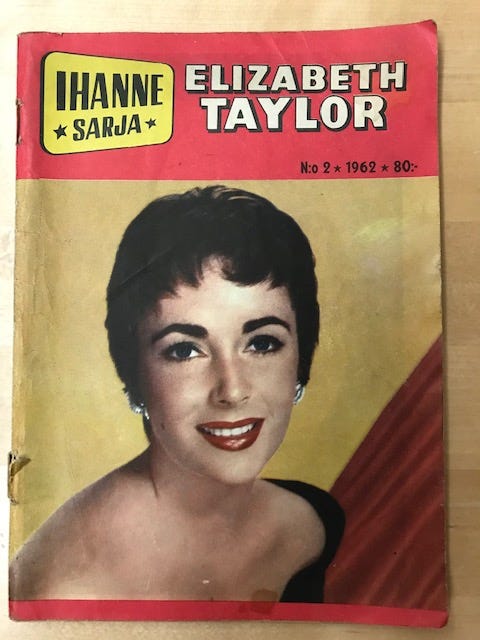 IHANNE
★ SARJA ★
ELIZABETH
TAYLOR
N:o 2 ★ 1962 ★ 80:-